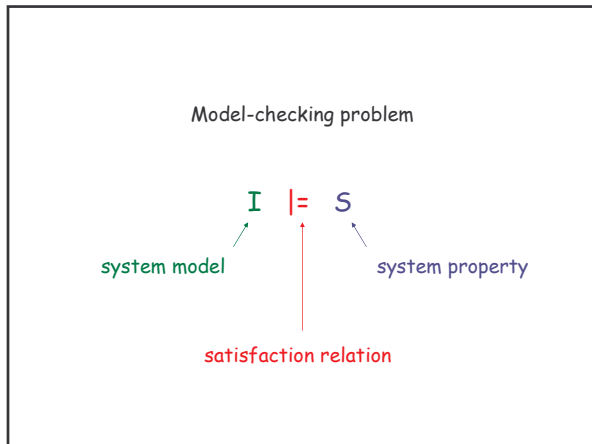 Model-checking problem
I |= S
system model
system property
satisfaction relation